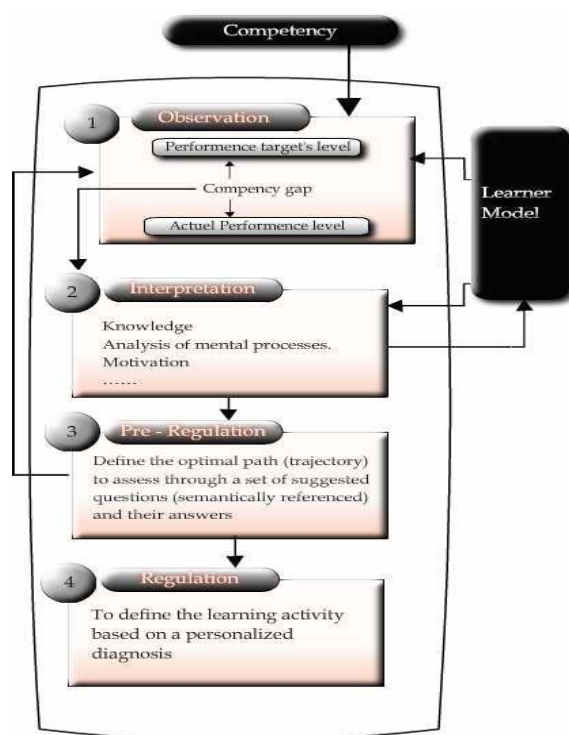 Competency
1
Observation
Performence target's level
Compency gap
Actuel Performence level
Learner
Model
2
Interpretation
Knowledge
Analysis of mental processes.
Motivation
......
3
Pre - Regulation
Define the optimal path (trajectory)
to assess through a set of suggested
questions (semantically referenced)
and their answers
4
Regulation
To define the learning activity
based on a personalized
diagnosis